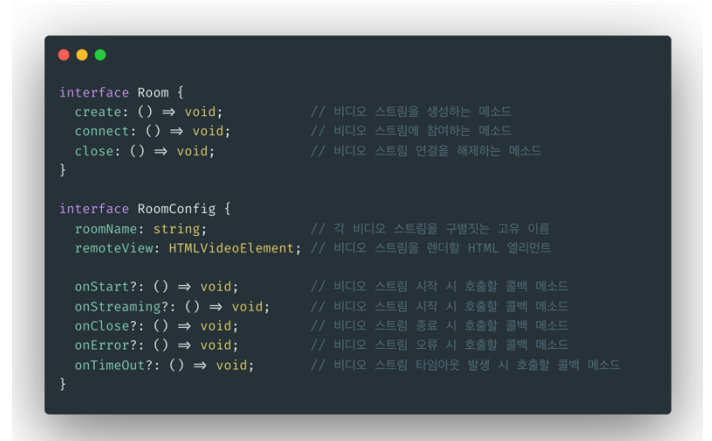 interface Room {
create: () ⇒ void; // 비디오 스트림을 생성하는 메소드
connect: () ⇒ void; // 비디오 스트림에 참여하는 메소드
close: () ⇒ void; // 비디오 스트림 연결을 해제하는 메소드
}
interface RoomConfig {
roomName: string; // 각 비디오 스트림을 구별짓는 고유 이름
remoteView: HTMLVideoElement; // 비디오 스트림을 렌더할 HTML 엘리먼트
onStart?: () ⇒ void; // 비디오 스트림 시작 시 호출할 콜백 메소드
onStreaming?: () ⇒ void; // 비디오 스트림 시작 시 호출할 콜백 메소드
onClose?: () ⇒ void; // 비디오 스트림 종료 시 호출할 콜백 메소드
onError?: () ⇒ void; // 비디오 스트림 오류 시 호출할 콜백 메소드
onTimeOut?: () ⇒ void; // 비디오 스트림 타임아웃 발생 시 호출할 콜백 메소드
}